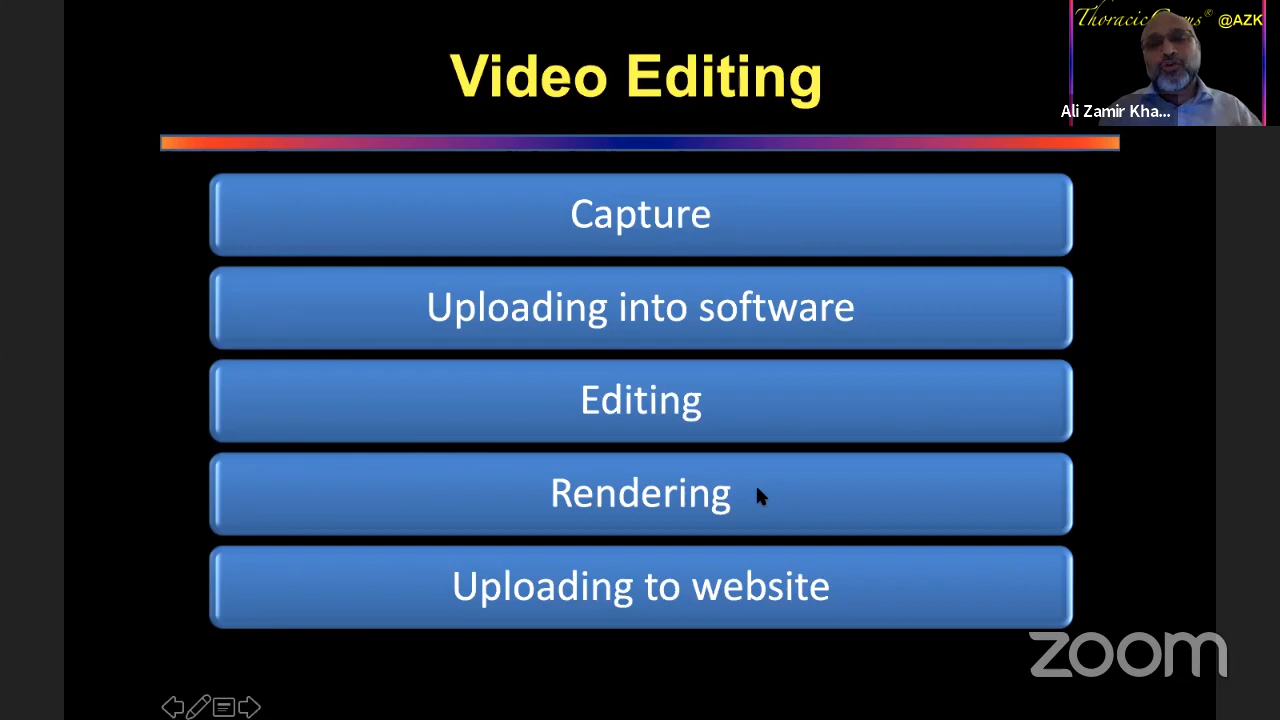 Video Editing
@AZK
Ali Zamir Kha...
Capture
Uploading into software
Editing
Rendering
Uploading to website
zoom